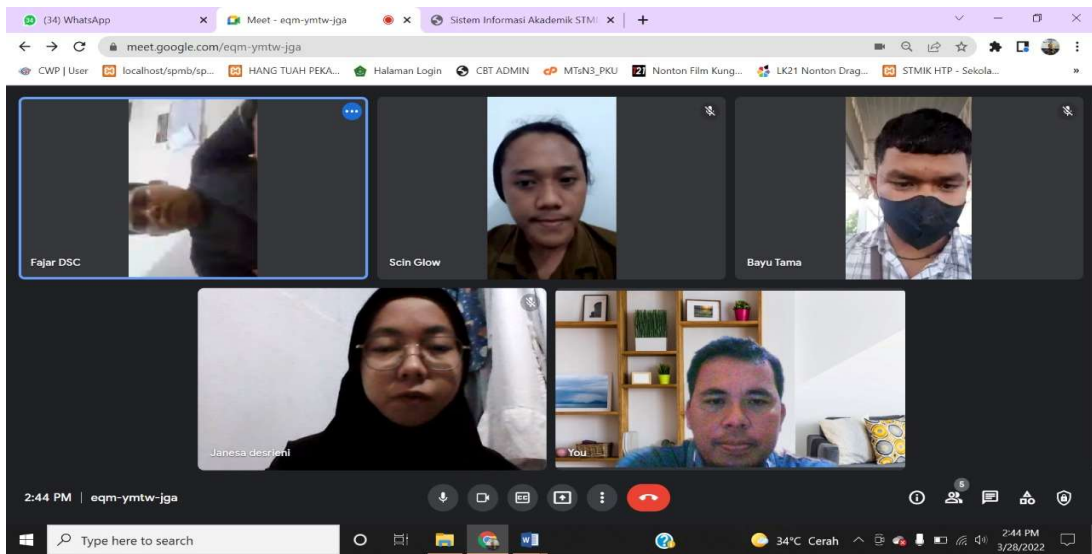 (34) WhatsApp
Meet - eqm-ymtw-jga
Sistem Informasi Akademik STMI
meet.google.com/eqm-ymtw-jga
CWP | User
localhost/spmb/sp...
HANG TUAH PEKA...
Halaman Login
CBT ADMIN
MTsN3_PKU
21 Nonton Film Kung...
LK21 Nonton Drag...
STMIK HTP - Sekola...
»
Fajar DSC
Scin Glow
Bayu Tama
Janesa desrieni
You
2:44 PM | eqm-ymtw-jga
CC
5
Type here to search
34°C Cerah
2:44 PM
3/28/2022